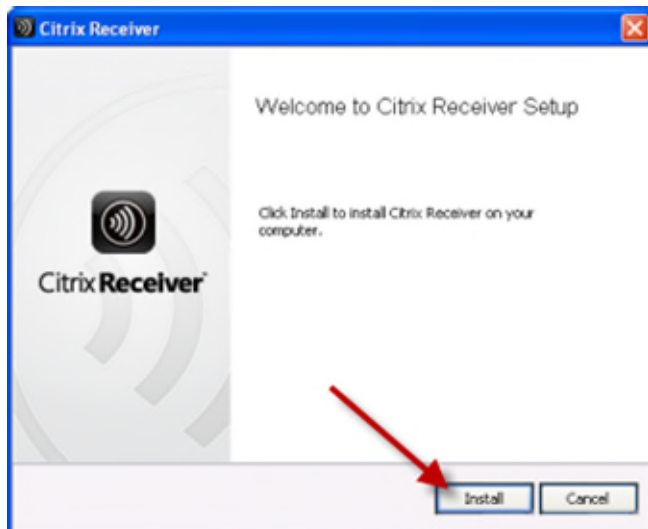 Citrix Receiver
Welcome to Citrix Receiver Setup
Click Install to install Citrix Receiver on your
computer.
Citrix Receiver™
Install
Cancel